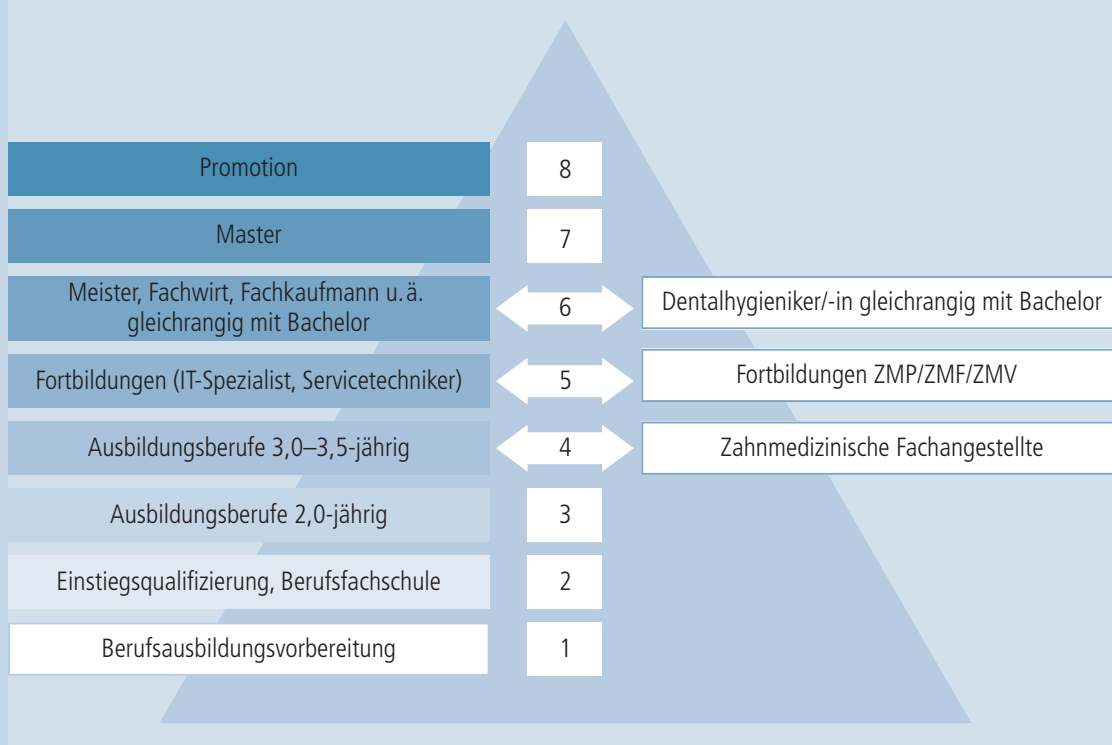 Promotion
8
Master
7
Meister, Fachwirt, Fachkaufmann u. ä.
gleichrangig mit Bachelor
6
Dentalhygieniker/-in gleichrangig mit Bachelor
Fortbildungen (IT-Spezialist, Servicetechniker)
5
Fortbildungen ZMP/ZMF/ZMV
Ausbildungsberufe 3,0–3,5-jährig
4
Zahnmedizinische Fachangestellte
Ausbildungsberufe 2,0-jährig
3
Einstiegsqualifizierung, Berufsfachschule
2
Berufsausbildungsvorbereitung
1